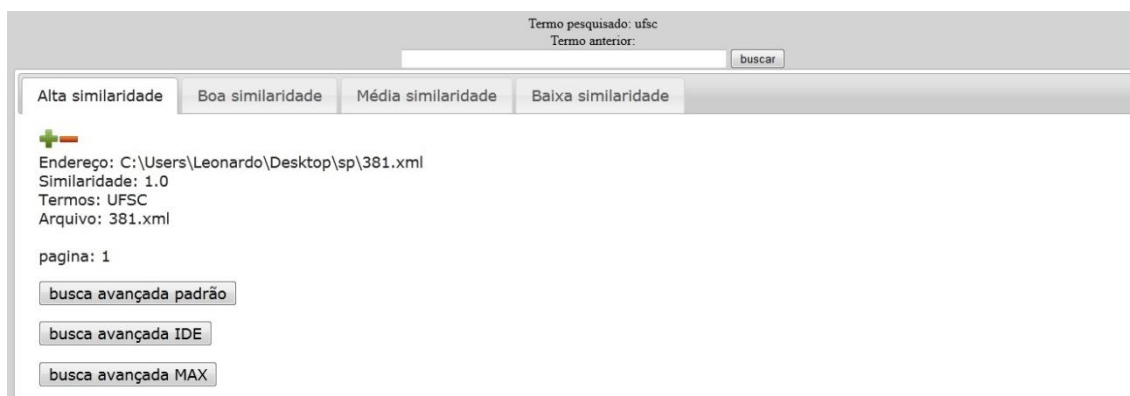 Termo pesquisado: ufsc
Termo anterior:
buscar
Alta similaridade Boa similaridade Média similaridade Baixa similaridade
Endereço: C:\Users\Leonardo\Desktop\sp\381.xml
Similaridade: 1.0
Termos: UFSC
Arquivo: 381.xml
pagina: 1
busca avançada padrão
busca avançada IDE
busca avançada MAX